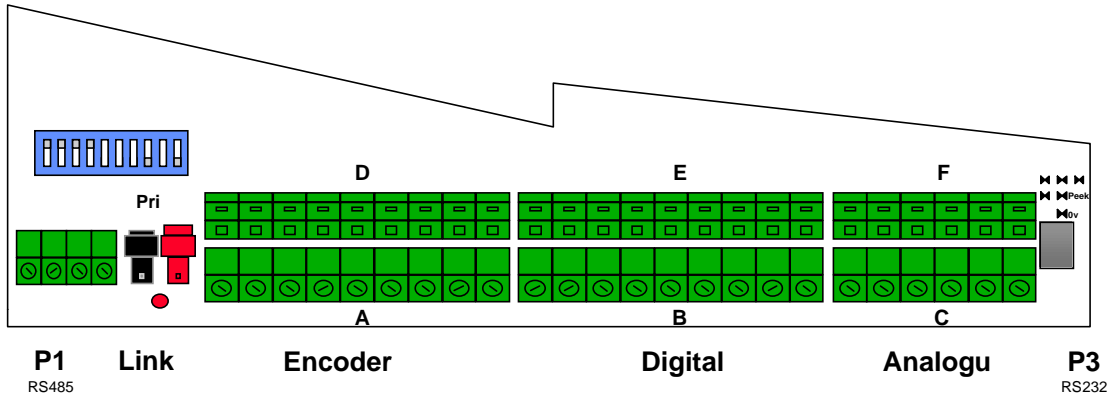 D
E
F
Pri
Peek
0v
A
B
C
P1
Link
Encoder
Digital
Analogu
P3
RS485
RS232